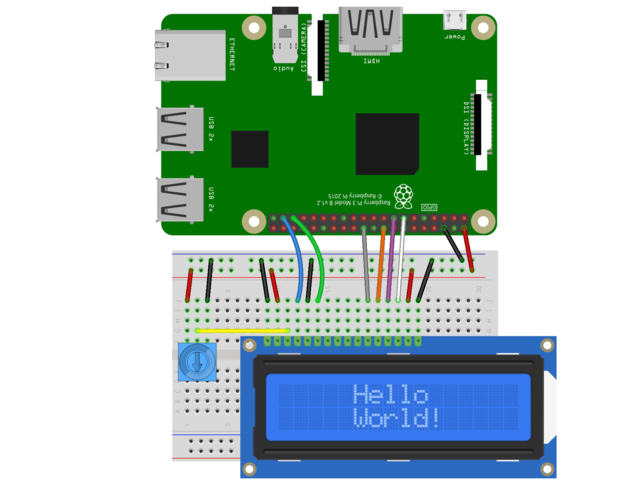 ETHERNET
Audio
CSI (CAMERA)
HDMI
Power
USB 2x
DSI (DISPLAY)
USB 2x
Raspberry Pi 3 Model B v1.2
© Raspberry Pi 2015
GPIO
Hello
World!